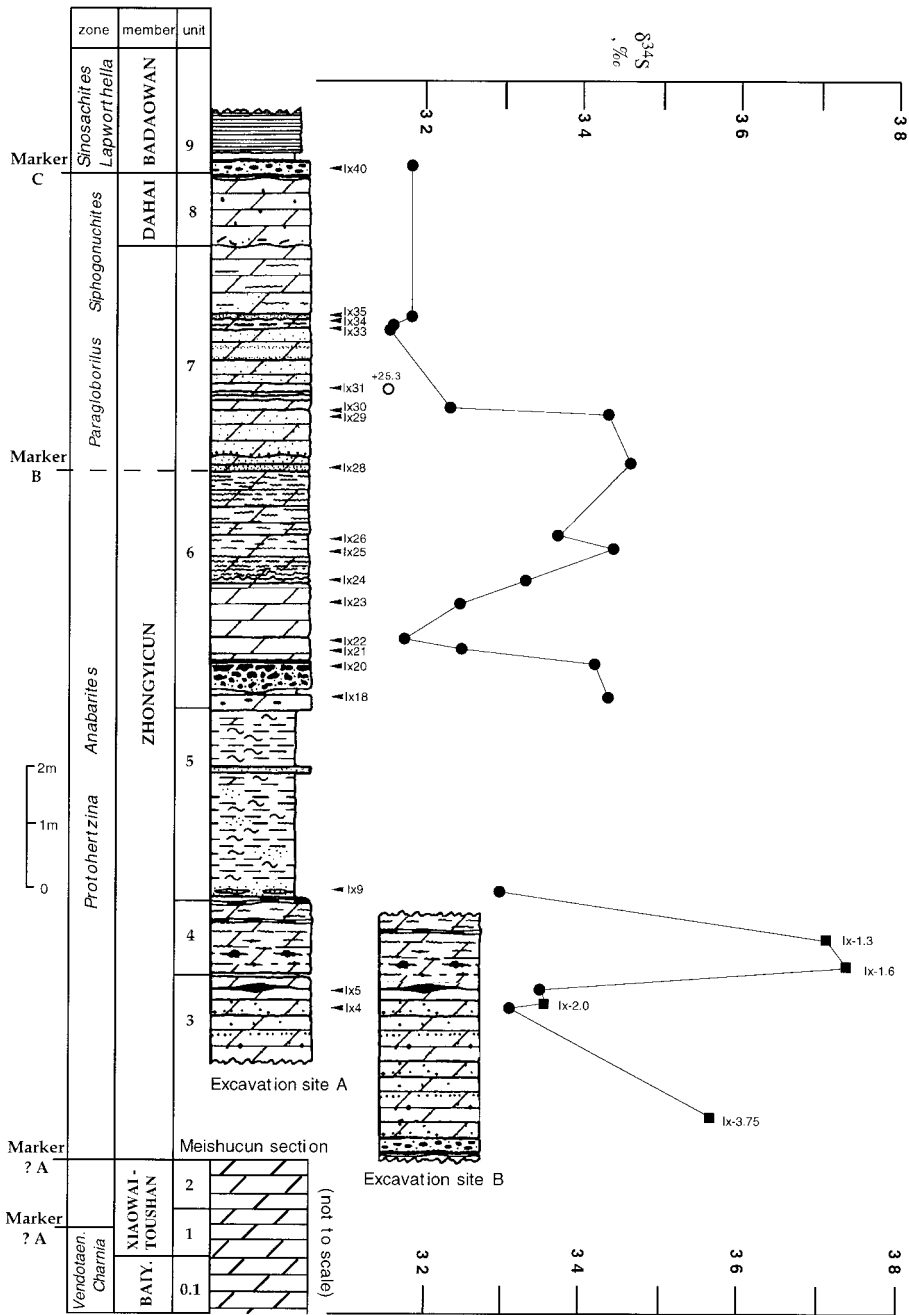 zone member unit
Sinosachites
Lapworthella
BADAOWAN
9
Marker
C
DAHAI
8
Siphogonuchites
Paragloborilus
7
Marker
B
6
Anabarites
Protohertzina
ZHONGYICUN
5
4
3
2m
1m
0
Marker
? A
Marker
? A
Vendotaen.
Charnia
XIAOWAI-
TOUSHAN
BAIY.
2
1
0.1
δ34S
, ‰
32 34 36 38
Ix40
Ix35
Ix34
Ix33
+25.3
Ix31
Ix30
Ix29
Ix28
Ix26
Ix25
Ix24
Ix23
Ix22
Ix21
Ix20
Ix18
Ix9
Ix-1.3
Ix-1.6
Ix5
Ix-2.0
Ix4
Ix-3.75
Excavation site A
Meishucun section
Excavation site B
(not to scale)
32 34 36 38